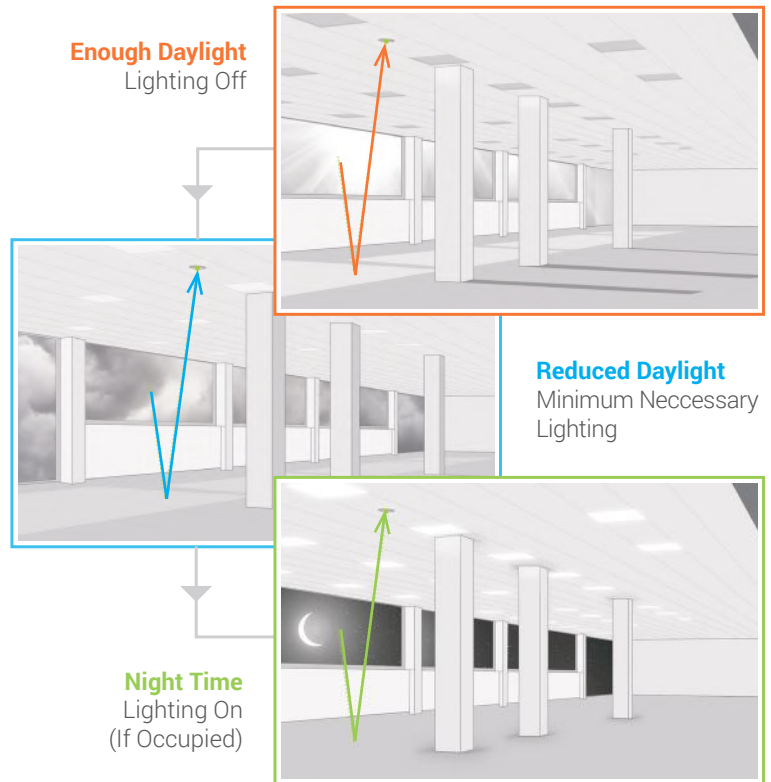 Enough Daylight
Lighting Off
Reduced Daylight
Minimum Neccessary
Lighting
Night Time
Lighting On
(If Occupied)